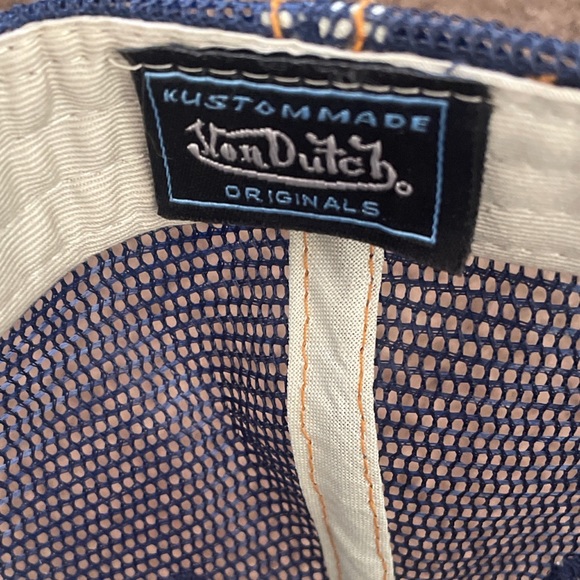 KUSTOMMADE
Von Dutch.
ORIGINALS